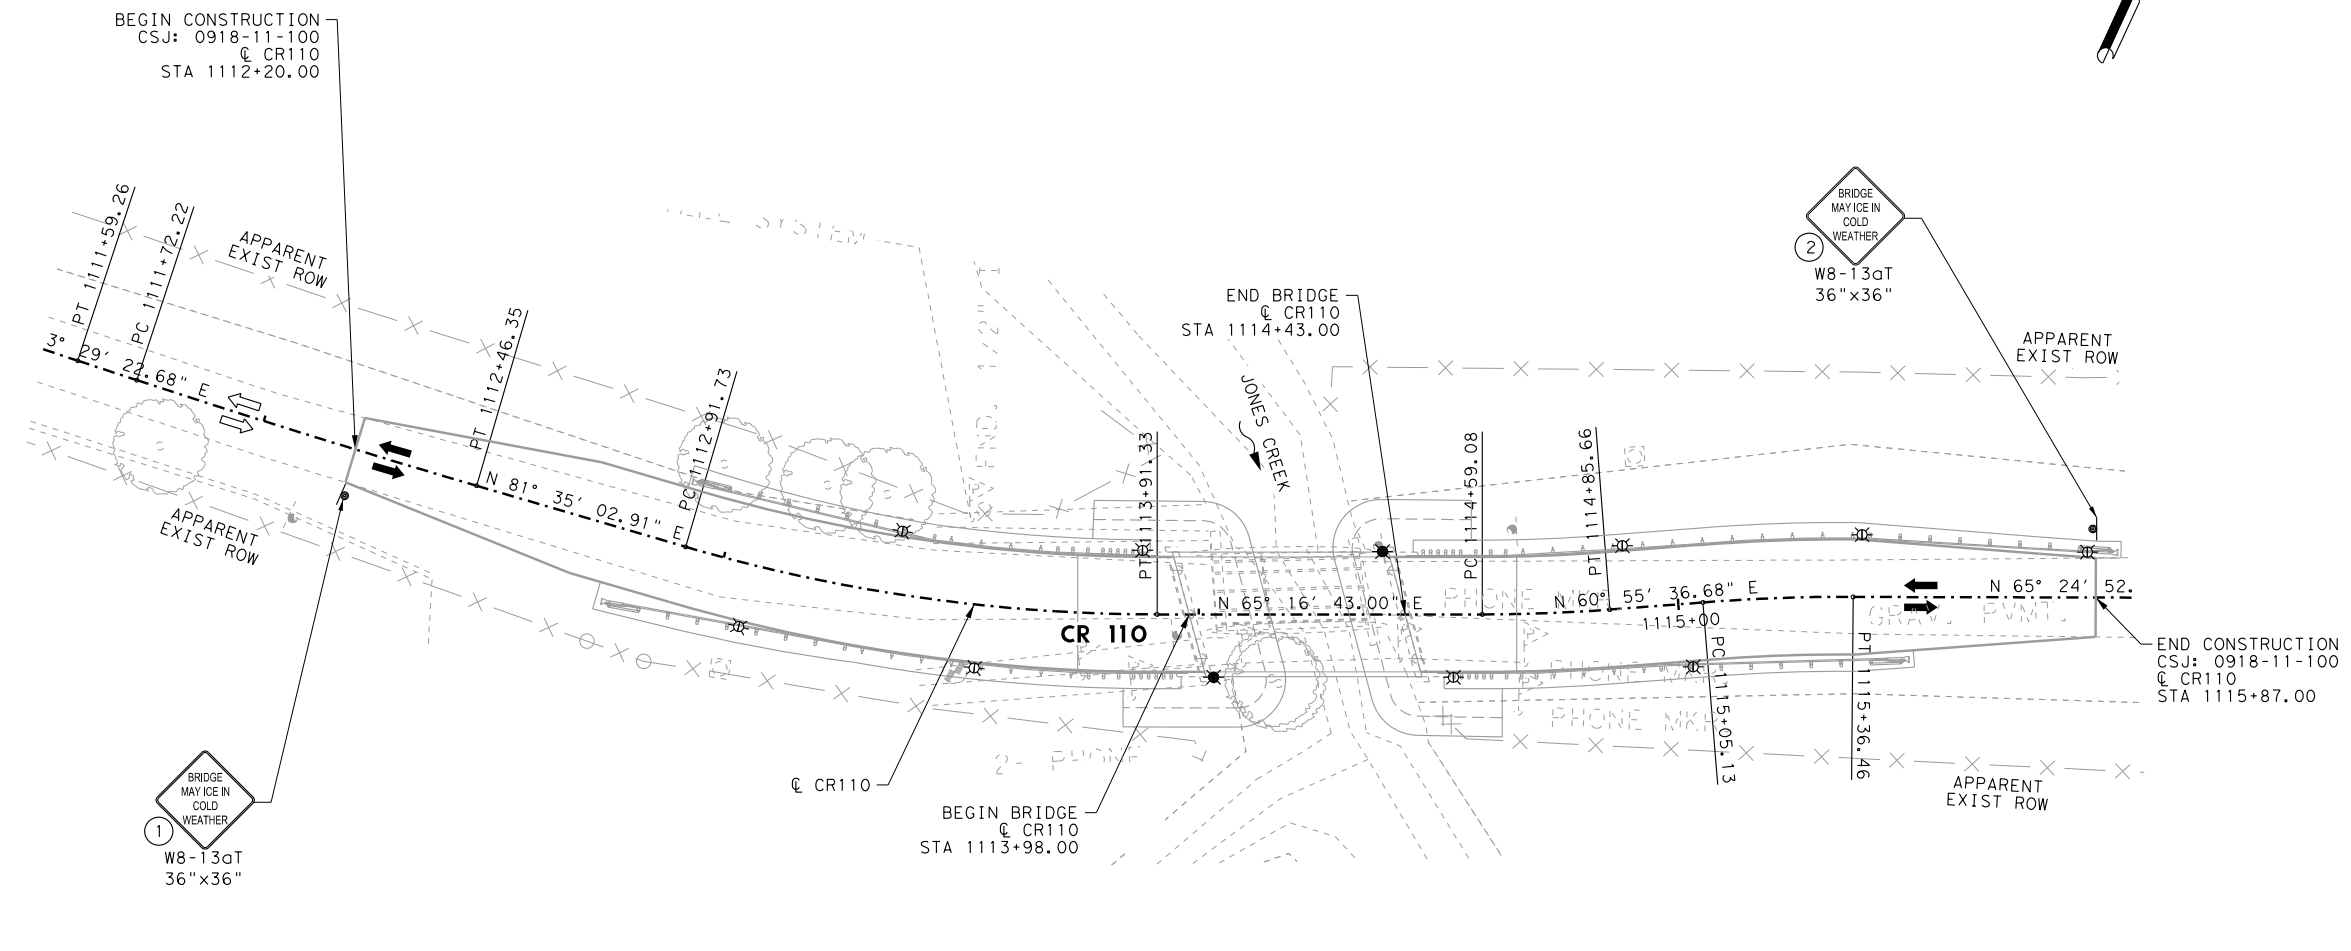 BEGIN CONSTRUCTION
CSJ: 0918-11-100
℄ CR110
STA 1112+20.00
PT 1111+59.26
PC 1111+72.22
APPARENT
EXIST ROW
3° 29' 22.68" E
PT 1112+46.35
PC 1112+91.73
N 81° 35' 02.91" E
APPARENT
EXIST ROW
SYSTEM
END BRIDGE
℄ CR110
STA 1114+43.00
JONES CREEK
PT 1113+91.33
PC 1114+59.08
PT 1114+85.66
BRIDGE
MAY ICE IN
COLD
WEATHER
2
W8-13aT
36"x36"
APPARENT
EXIST ROW
N 65° 16' 43.00" E
N 60° 55' 36.68" E
N 65° 24' 52.
1115+00
CR 110
PHONE
PHONE
PHONE MKR
GRAV. PVMT.
PC 1115+05.13
PT 1115+36.46
END CONSTRUCTION
CSJ: 0918-11-100
℄ CR110
STA 1115+87.00
APPARENT
EXIST ROW
2- PHONE
℄ CR110
BEGIN BRIDGE
℄ CR110
STA 1113+98.00
BRIDGE
MAY ICE IN
COLD
WEATHER
1
W8-13aT
36"x36"